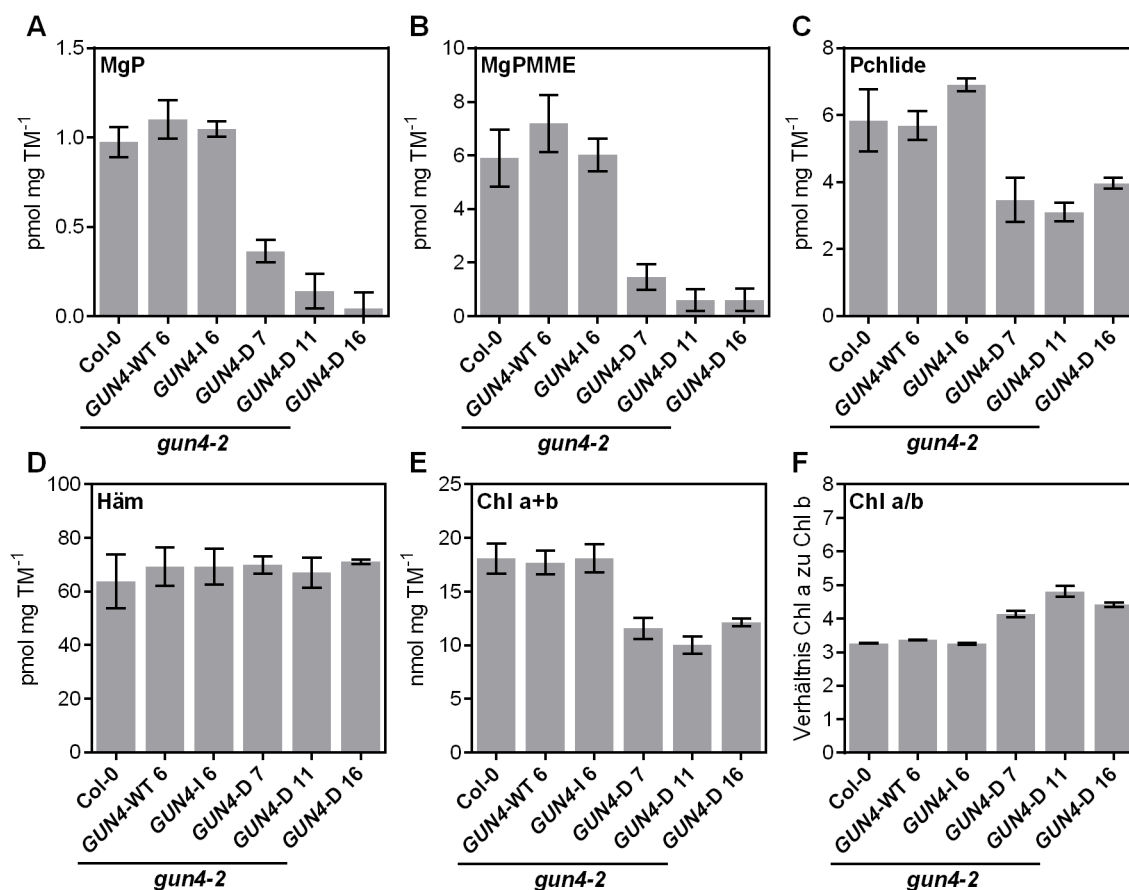 A
MgP
pmol mg TM⁻¹
1.5
1.0
0.5
0.0
Col-0
GUN4-WT 6
GUN4-I 6
GUN4-D 7
GUN4-D 11
GUN4-D 16
gun4-2
B
MgPMME
pmol mg TM⁻¹
10
8
6
4
2
0
Col-0
GUN4-WT 6
GUN4-I 6
GUN4-D 7
GUN4-D 11
GUN4-D 16
gun4-2
C
Pchlide
pmol mg TM⁻¹
8
6
4
2
0
Col-0
GUN4-WT 6
GUN4-I 6
GUN4-D 7
GUN4-D 11
GUN4-D 16
gun4-2
D
Häm
pmol mg TM⁻¹
100
80
60
40
20
0
Col-0
GUN4-WT 6
GUN4-I 6
GUN4-D 7
GUN4-D 11
GUN4-D 16
gun4-2
E
Chl a+b
nmol mg TM⁻¹
25
20
15
10
5
0
Col-0
GUN4-WT 6
GUN4-I 6
GUN4-D 7
GUN4-D 11
GUN4-D 16
gun4-2
F
Chl a/b
Verhältnis Chl a zu Chl b
8
7
6
5
4
3
2
1
0
Col-0
GUN4-WT 6
GUN4-I 6
GUN4-D 7
GUN4-D 11
GUN4-D 16
gun4-2